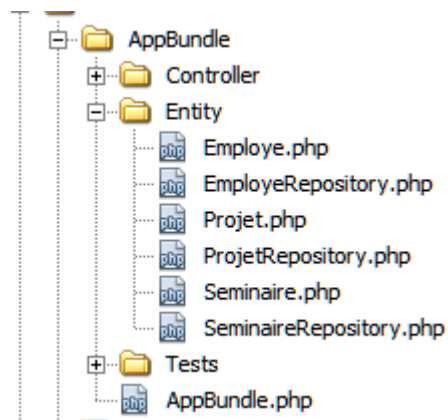 AppBundle
Controller
Entity
Employe.php
EmployeRepository.php
Projet.php
ProjetRepository.php
Seminaire.php
SeminaireRepository.php
Tests
AppBundle.php